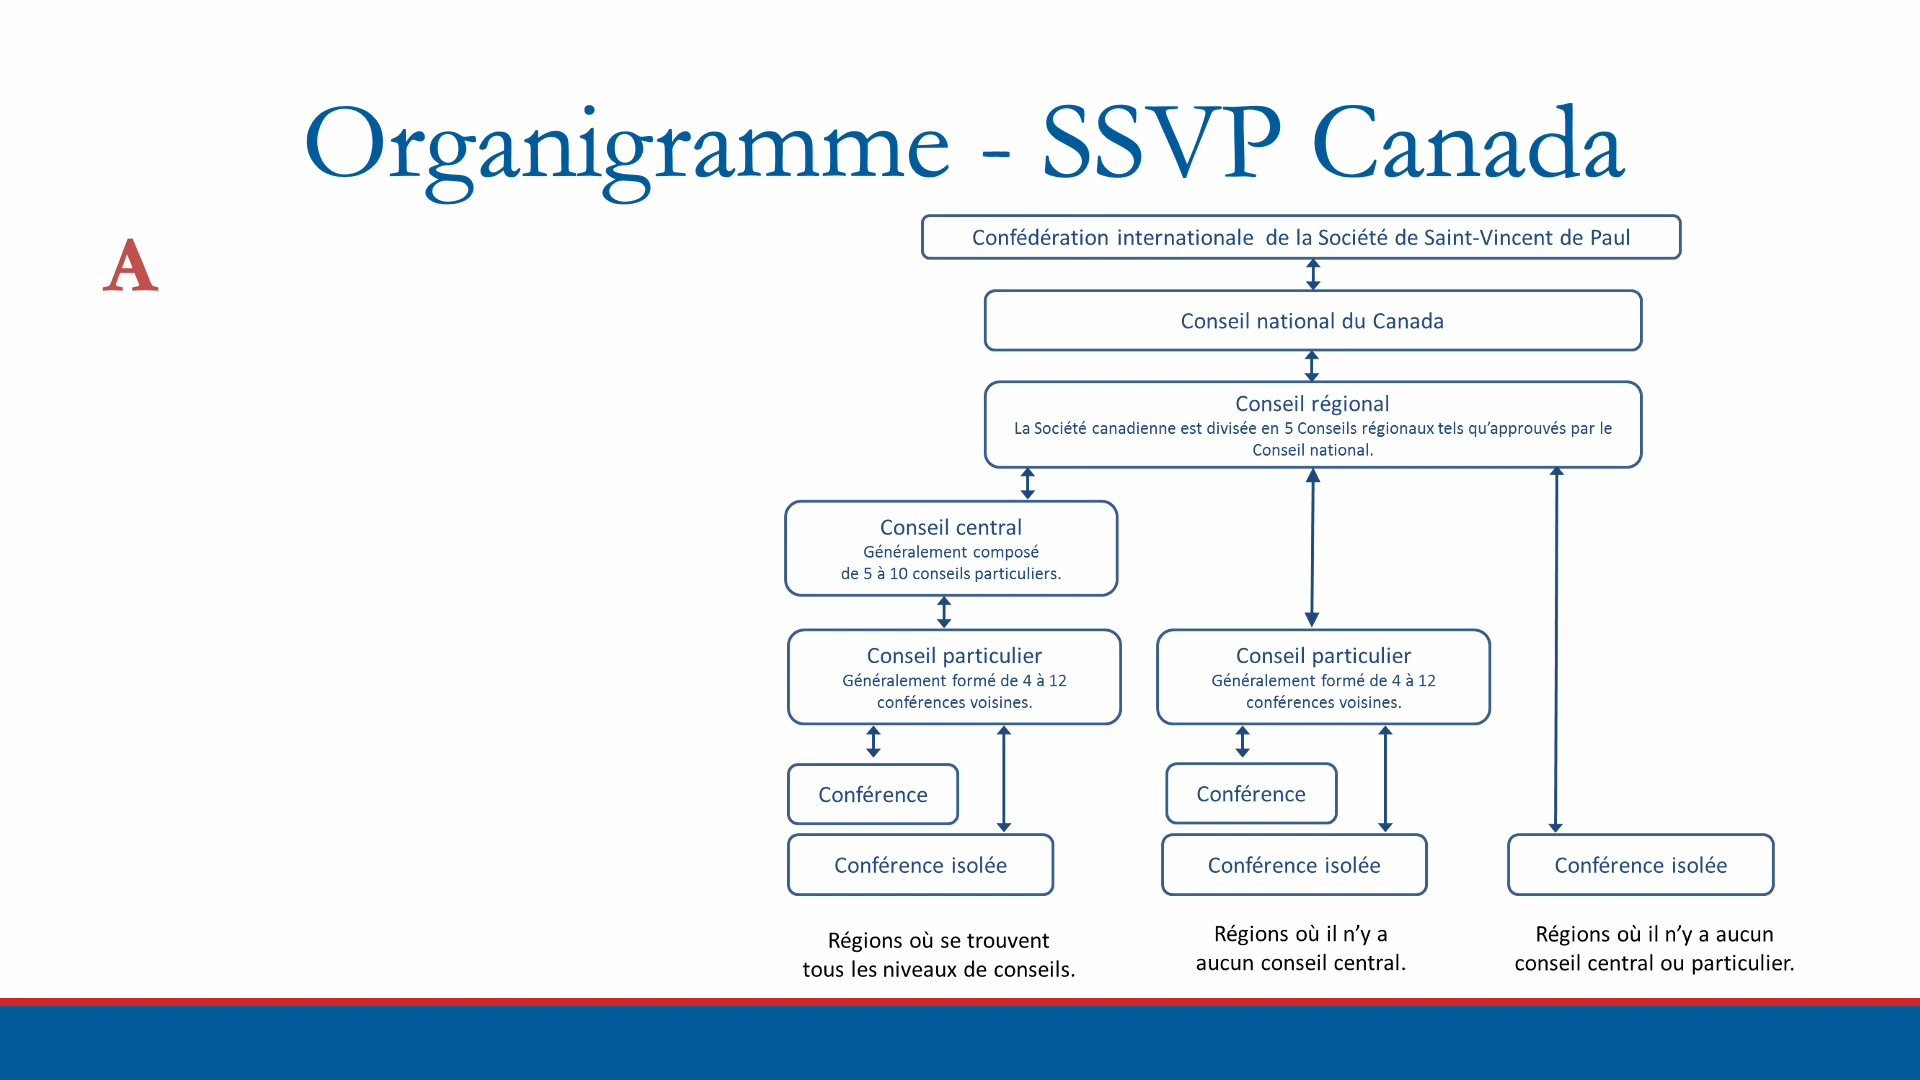 Organigramme - SSVP Canada
A
Confédération internationale de la Société de Saint-Vincent de Paul
Conseil national du Canada
Conseil régional
La Société canadienne est divisée en 5 Conseils régionaux tels qu’approuvés par le
Conseil national.
Conseil central
Généralement composé
de 5 à 10 conseils particuliers.
Conseil particulier
Généralement formé de 4 à 12
conférences voisines.
Conseil particulier
Généralement formé de 4 à 12
conférences voisines.
Conférence
Conférence
Conférence isolée
Conférence isolée
Conférence isolée
Régions où se trouvent
tous les niveaux de conseils.
Régions où il n’y a
aucun conseil central.
Régions où il n’y a aucun
conseil central ou particulier.